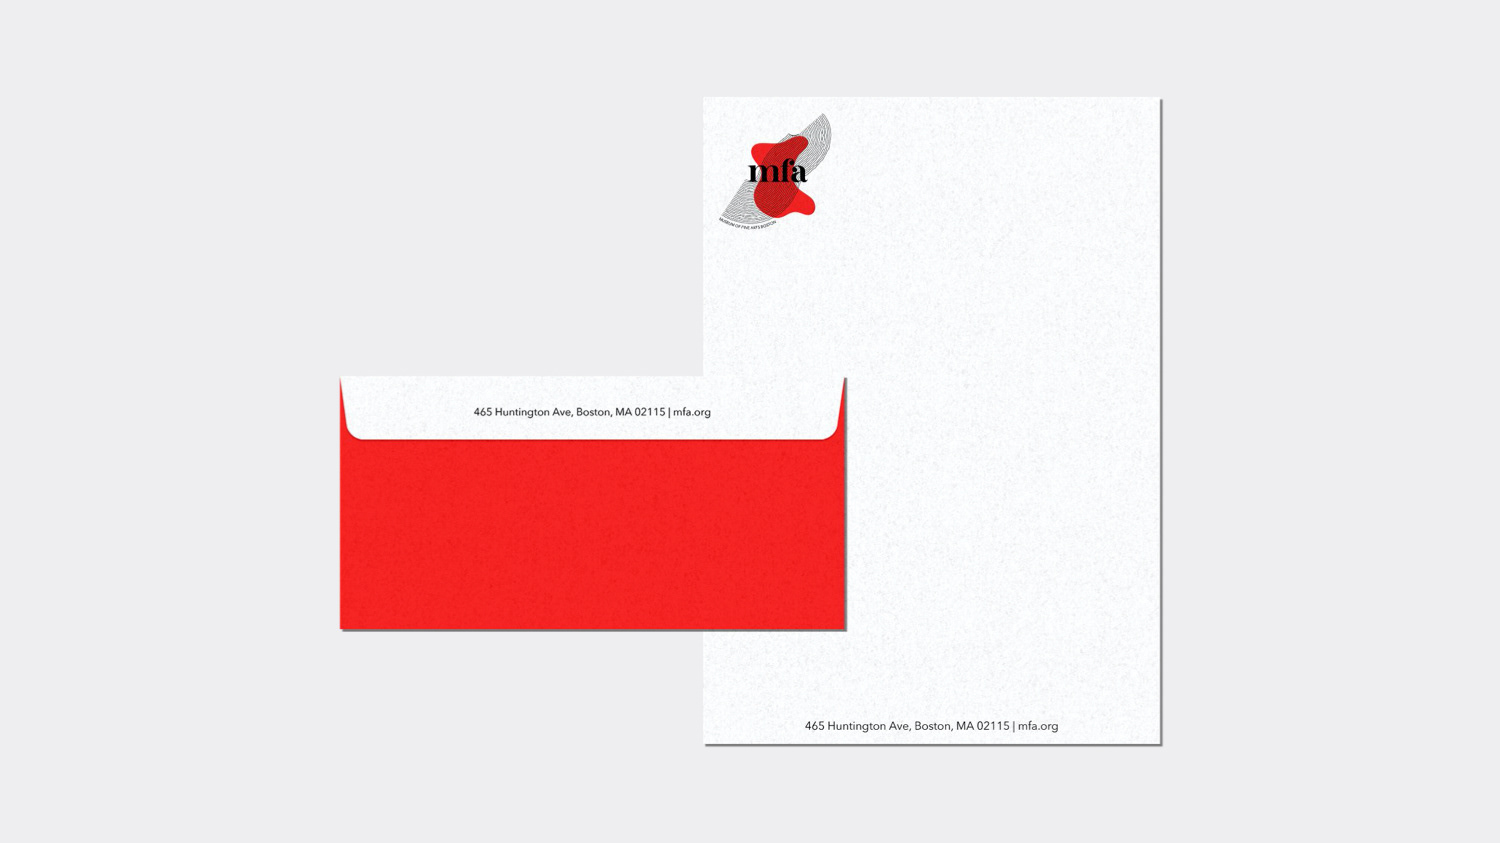 mfa
MUSEUM OF FINE ARTS BOSTON
465 Huntington Ave, Boston, MA 02115 | mfa.org
465 Huntington Ave, Boston, MA 02115 | mfa.org